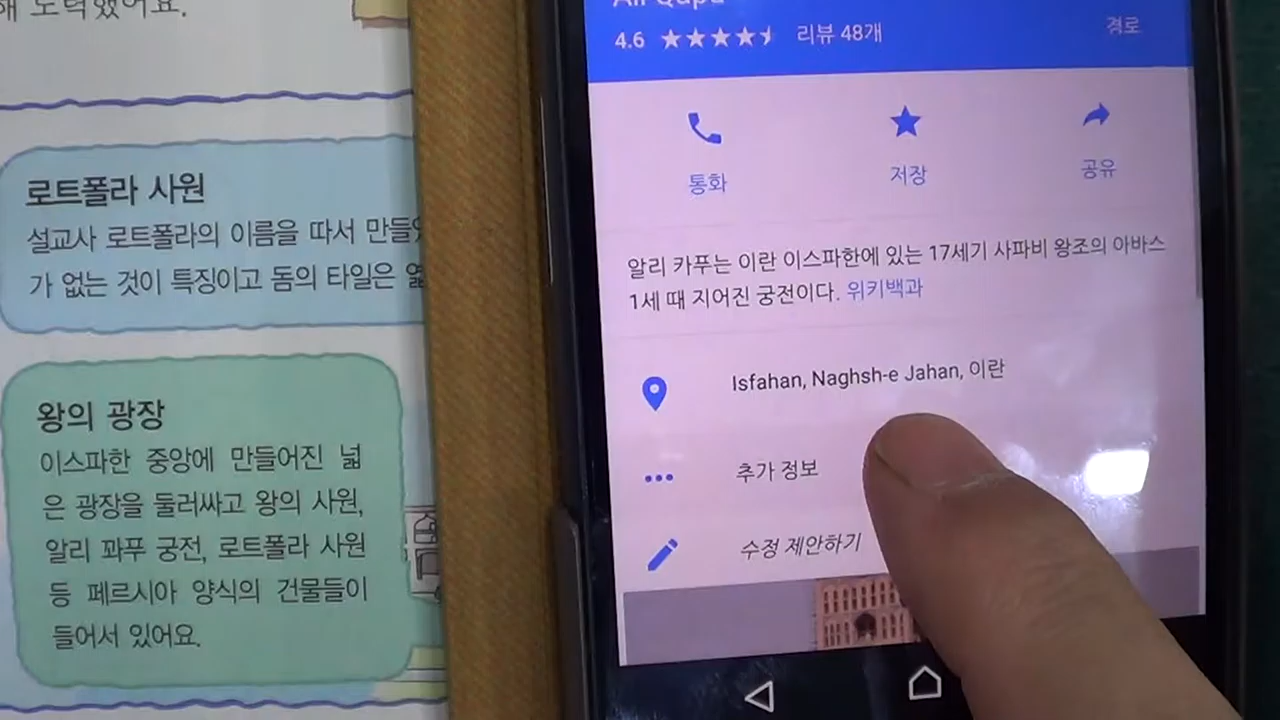 해 노력했어요.
로트폴라 사원
설교사 로트폴라의 이름을 따서 만들
가 없는 것이 특징이고 돔의 타일은
왕의 광장
이스파한 중앙에 만들어진 넓
은 광장을 둘러싸고 왕의 사원,
알리 꽈푸 궁전, 로트폴라 사원
등 페르시아 양식의 건물들이
들어서 있어요.
4.6 리뷰 48개
경로
통화 저장 공유
알리 카푸는 이란 이스파한에 있는 17세기 사파비 왕조의 아바스
1세 때 지어진 궁전이다. 위키백과
Isfahan, Naghsh-e Jahan, 이란
추가 정보
수정 제안하기